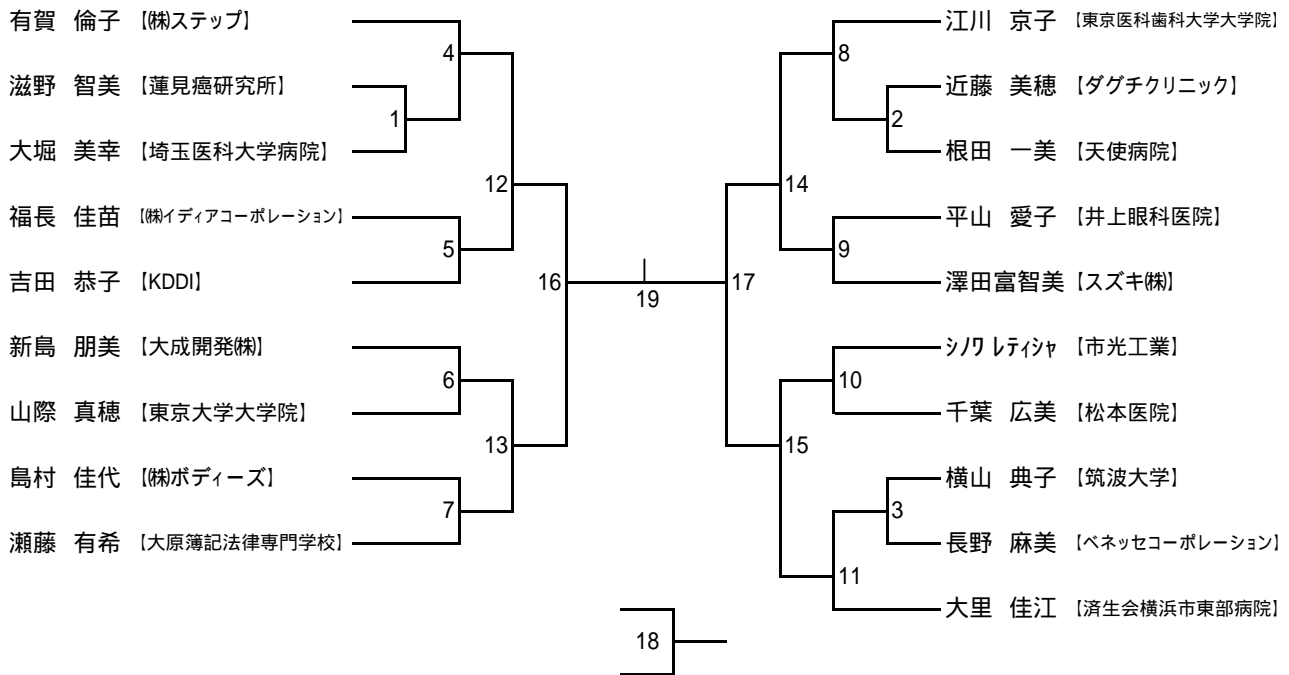 有賀 倫子 【㈱ステップ】
4
滋野 智美 【蓮見癌研究所】
1
大堀 美幸 【埼玉医科大学病院】
12
福長 佳苗 【㈱イディアコーポレーション】
5
吉田 恭子 【KDDI】
16
新島 朋美 【大成開発㈱】
6
山際 真穂 【東京大学大学院】
13
島村 佳代 【㈱ボディーズ】
7
瀬藤 有希 【大原簿記法律専門学校】
19
18
江川 京子 【東京医科歯科大学大学院】
8
近藤 美穂 【ダグチクリニック】
2
根田 一美 【天使病院】
14
平山 愛子 【井上眼科医院】
9
澤田富智美 【スズキ㈱】
17
シノワ レティシャ 【市光工業】
10
千葉 広美 【松本医院】
15
横山 典子 【筑波大学】
3
長野 麻美 【ベネッセコーポレーション】
11
大里 佳江 【済生会横浜市東部病院】